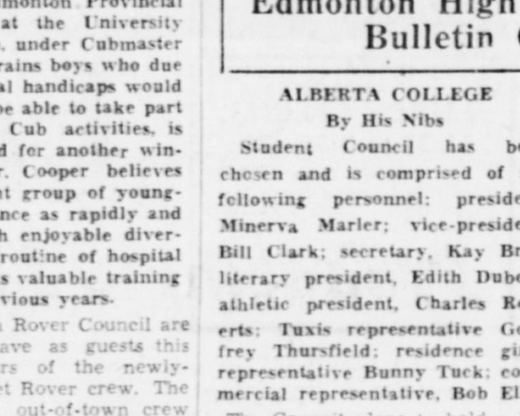 monton Provincial
at the University
under Cubmaster
rains boys who due
al handicaps would
be able to take part
Cub activities, is
d for another win-
r. Cooper believes
t group of young-
nce as rapidly and
h enjoyable diver-
routine of hospital
s valuable training
vious years.
Rover Council are
ave as guests this
rs of the newly-
et Rover crew. The
out-of-town crew
Edmonton High
Bulletin
ALBERTA COLLEGE
By His Nibs
Student Council has be
chosen and is comprised of
following personnel: preside
Minerva Marler; vice-preside
Bill Clark; secretary, Kay Br
literary president, Edith Dube
athletic president, Charles Ro
erts; Tuxis representative Ge
frey Thursfield; residence gi
representative Bunny Tuck; co
mercial representative, Bob El